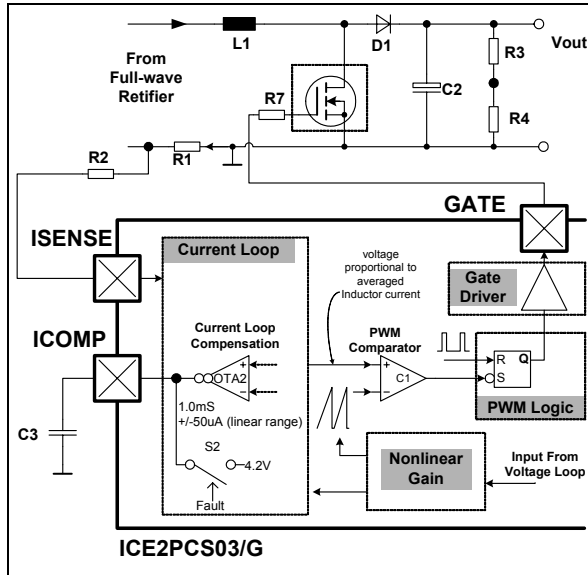 From
Full-wave
Retifier
L1
D1
Vout
R3
R7
C2
R4
R2
R1
GATE
ISENSE
Current Loop
voltage
proportional to
averaged
Inductor current
Gate
Driver
ICOMP
Current Loop
Compensation
PWM
Comparator
R
Q
S
+
-
OTA2
+
-
C1
PWM Logic
1.0mS
+/-50uA (linear range)
C3
S2
4.2V
Fault
Nonlinear
Gain
Input From
Voltage Loop
ICE2PCS03/G